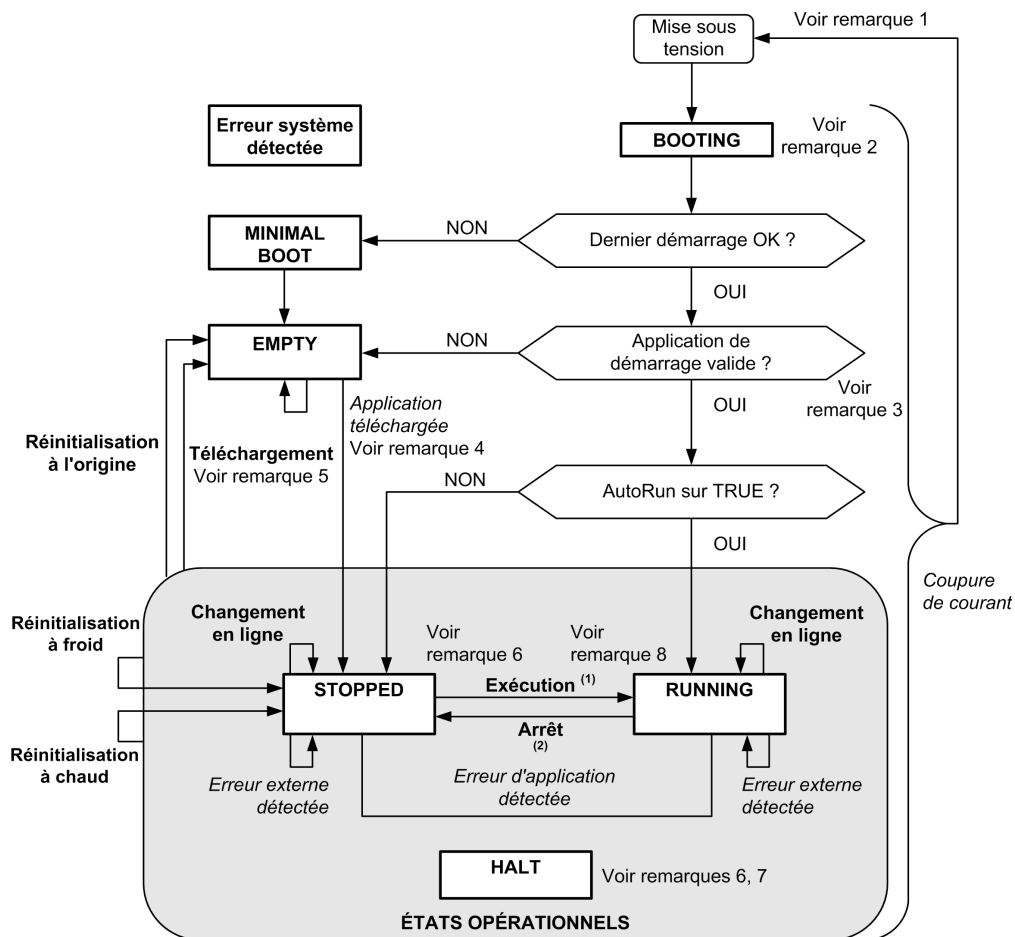 Voir remarque 1
Mise sous
tension
Erreur système
détectée
BOOTING
Voir
remarque 2
MINIMAL
BOOT
NON
Dernier démarrage OK ?
OUI
EMPTY
NON
Application de
démarrage valide ?
Voir
remarque 3
OUI
Application
téléchargée
Voir remarque 4
Réinitialisation
à l'origine
Téléchargement
Voir remarque 5
NON
AutoRun sur TRUE ?
OUI
Coupure
de courant
Réinitialisation
à froid
Changement
en ligne
Voir
remarque 6
Voir
remarque 8
Changement
en ligne
STOPPED
Exécution (1)
RUNNING
Arrêt
(2)
Réinitialisation
à chaud
Erreur externe
détectée
Erreur d'application
détectée
Erreur externe
détectée
HALT
Voir remarques 6, 7
ÉTATS OPÉRATIONNELS